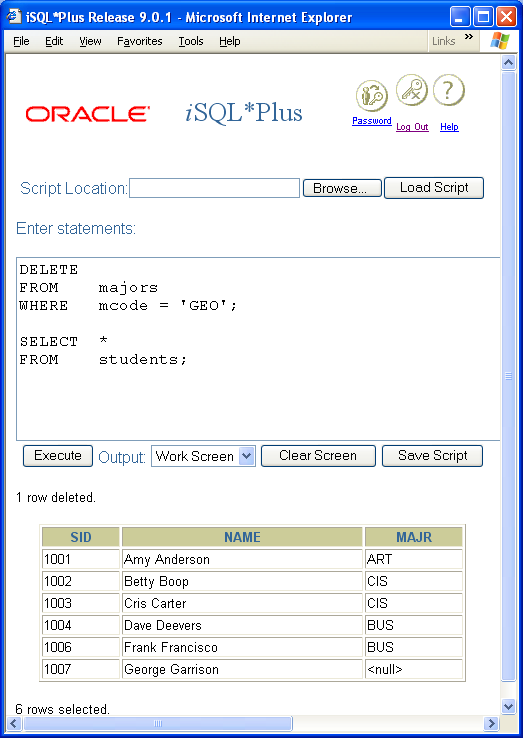 iSQL*Plus Release 9.0.1 - Microsoft Internet Explorer
File Edit View Favorites Tools Help Links »
ORACLE iSQL*Plus
Password Log Out Help
Script Location: Browse... Load Script
Enter statements:
DELETE
FROM majors
WHERE mcode = 'GEO';
SELECT *
FROM students;
Execute Output: Work Screen Clear Screen Save Script
1 row deleted.
SID NAME MAJR
1001 Amy Anderson ART
1002 Betty Boop CIS
1003 Cris Carter CIS
1004 Dave Deevers BUS
1006 Frank Francisco BUS
1007 George Garrison <null>
6 rows selected.